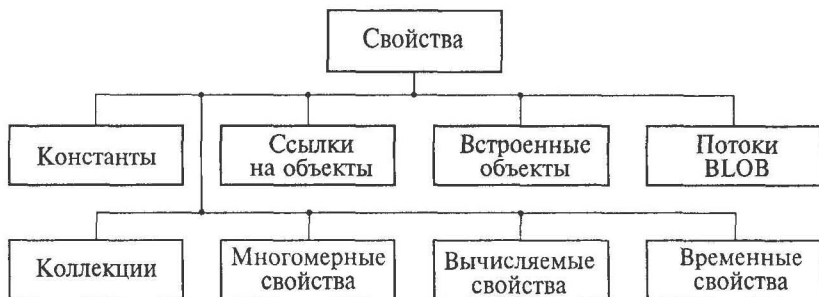 Свойства
Константы
Ссылки
на объекты
Встроенные
объекты
Потоки
BLOB
Коллекции
Многомерные
свойства
Вычисляемые
свойства
Временные
свойства